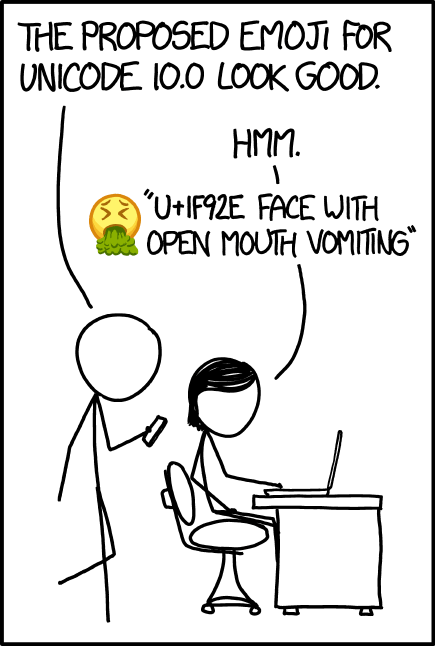 THE PROPOSED EMOJI FOR
UNICODE 10.0 LOOK GOOD.
HMM.
"U+1F92E FACE WITH
OPEN MOUTH VOMITING"